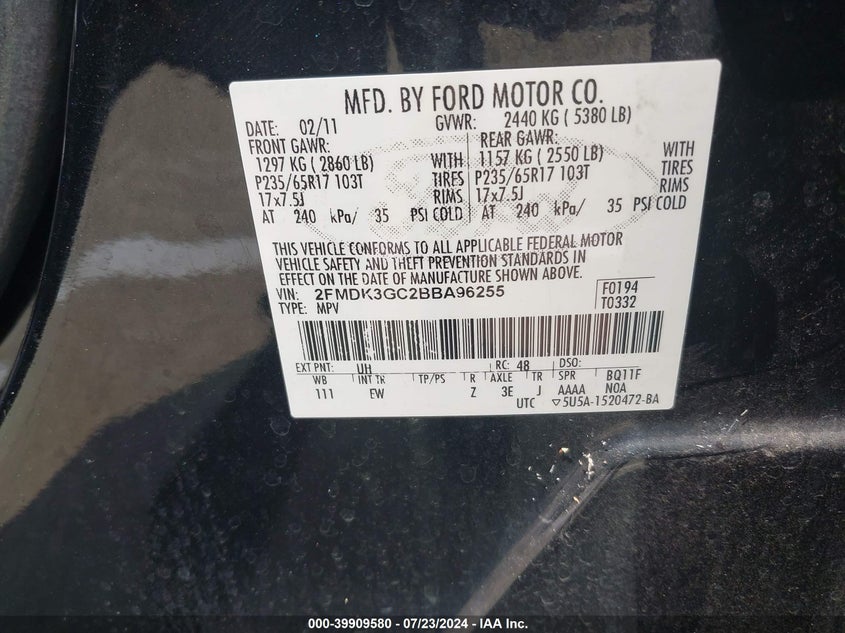 MFD. BY FORD MOTOR CO.
DATE: 02/11 GVWR: 2440 KG ( 5380 LB)
FRONT GAWR: REAR GAWR:
1297 KG ( 2860 LB) WITH 1157 KG ( 2550 LB) WITH
P235/65R17 103T TIRES P235/65R17 103T TIRES
17x7.5J RIMS 17x7.5J RIMS
AT 240 kPa/ 35 PSI COLD AT 240 kPa/ 35 PSI COLD
THIS VEHICLE CONFORMS TO ALL APPLICABLE FEDERAL MOTOR
VEHICLE SAFETY AND THEFT PREVENTION STANDARDS IN
EFFECT ON THE DATE OF MANUFACTURE SHOWN ABOVE.
VIN: 2FMDK3GC2BBA96255 F0194
TYPE: MPV T0332
EXT PNT: UH RC: 48 DSO:
WB INT TR TP/PS R AXLE TR SPR BQ11F
111 EW Z 3E J AAAA NOA
UTC ▽5U5A-1520472-BA
000-39909580 - 07/23/2024 - IAA Inc.